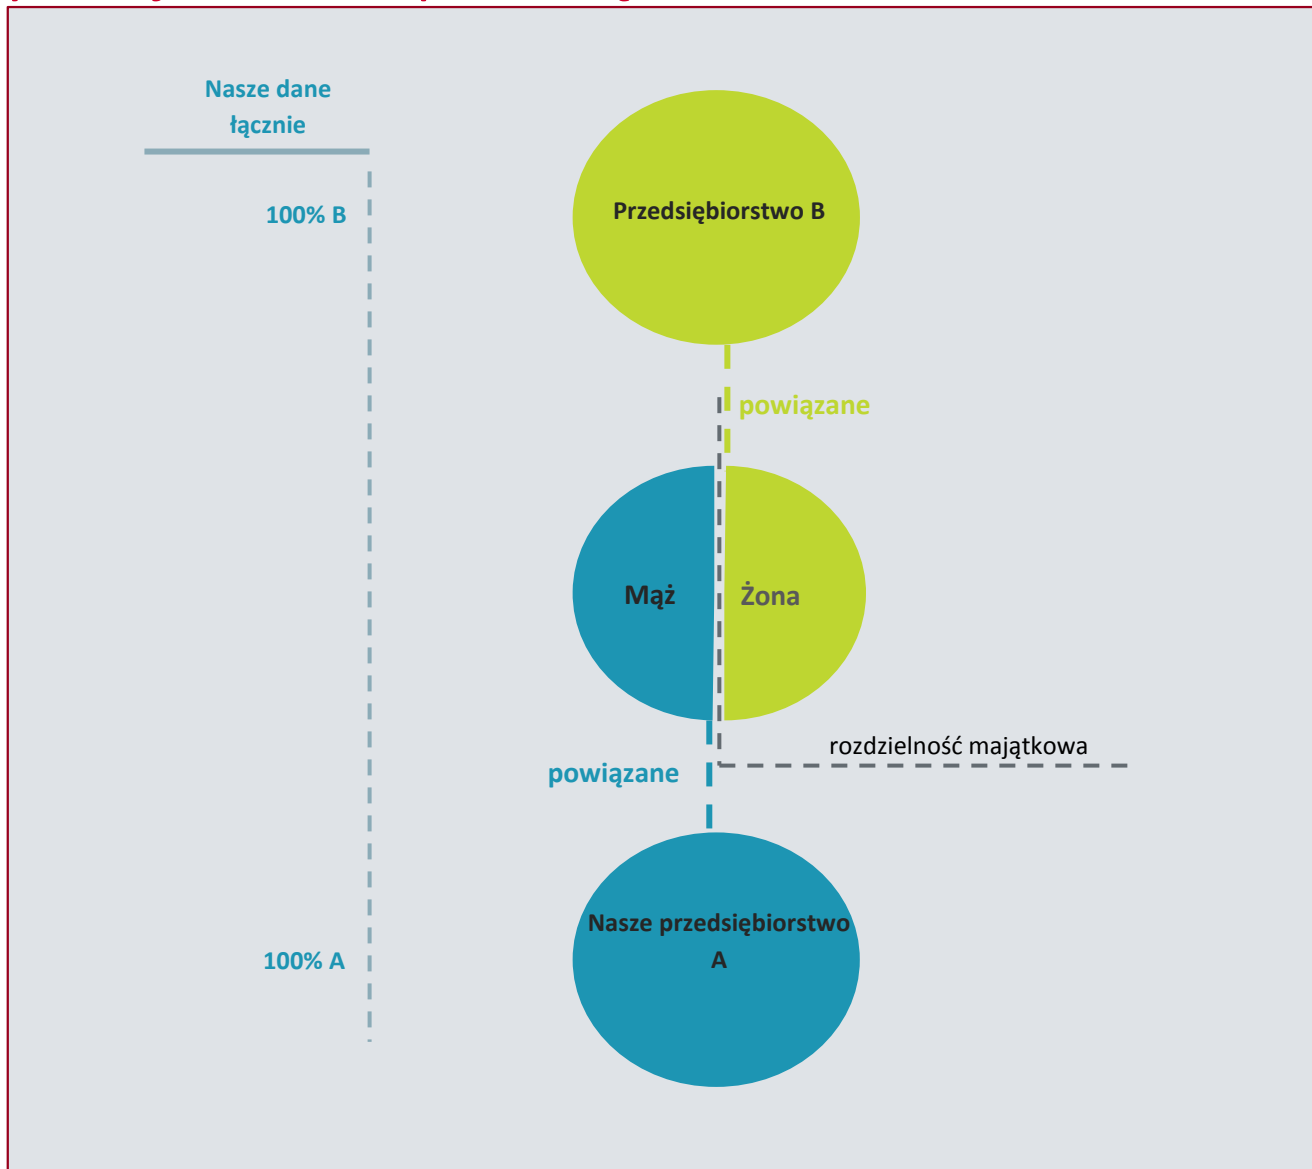 Nasze dane
łącznie
100% B
Przedsiębiorstwo B
powiązane
Mąż
Żona
rozdzielność majątkowa
powiązane
Nasze przedsiębiorstwo
A
100% A